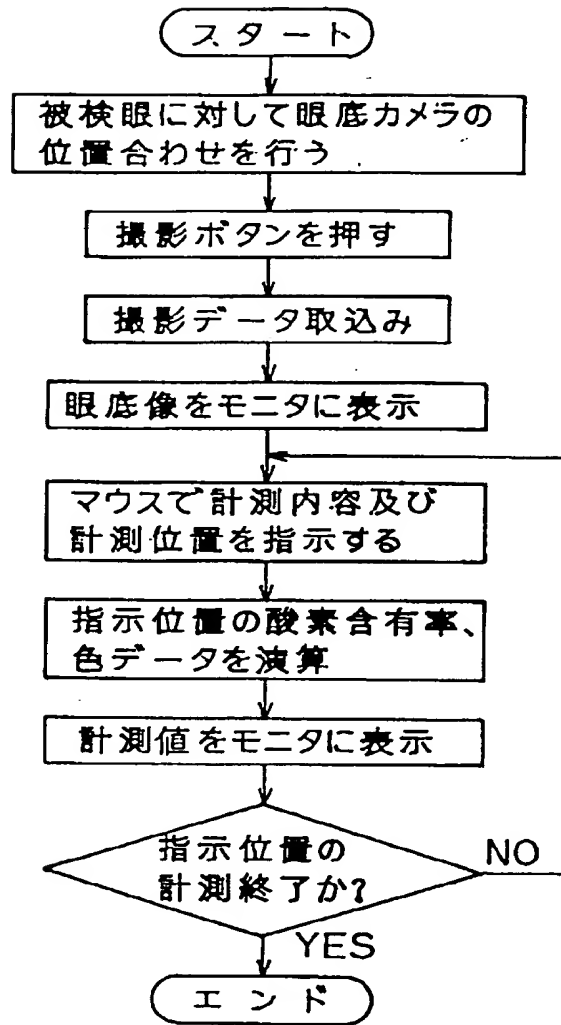 スタート
被検眼に対して眼底カメラの
位置合わせを行う
撮影ボタンを押す
撮影データ取込み
眼底像をモニタに表示
マウスで計測内容及び
計測位置を指示する
指示位置の酸素含有率、
色データを演算
計測値をモニタに表示
指示位置の
計測終了か?
NO
YES
エンド